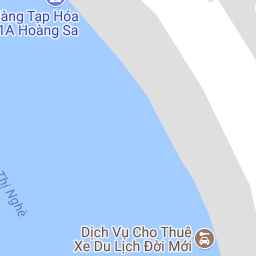 àng Tạp Hóa
1A Hoàng Sa
Thị Nghè
Dịch Vụ Cho Thuê
Xe Du Lịch Đời Mới